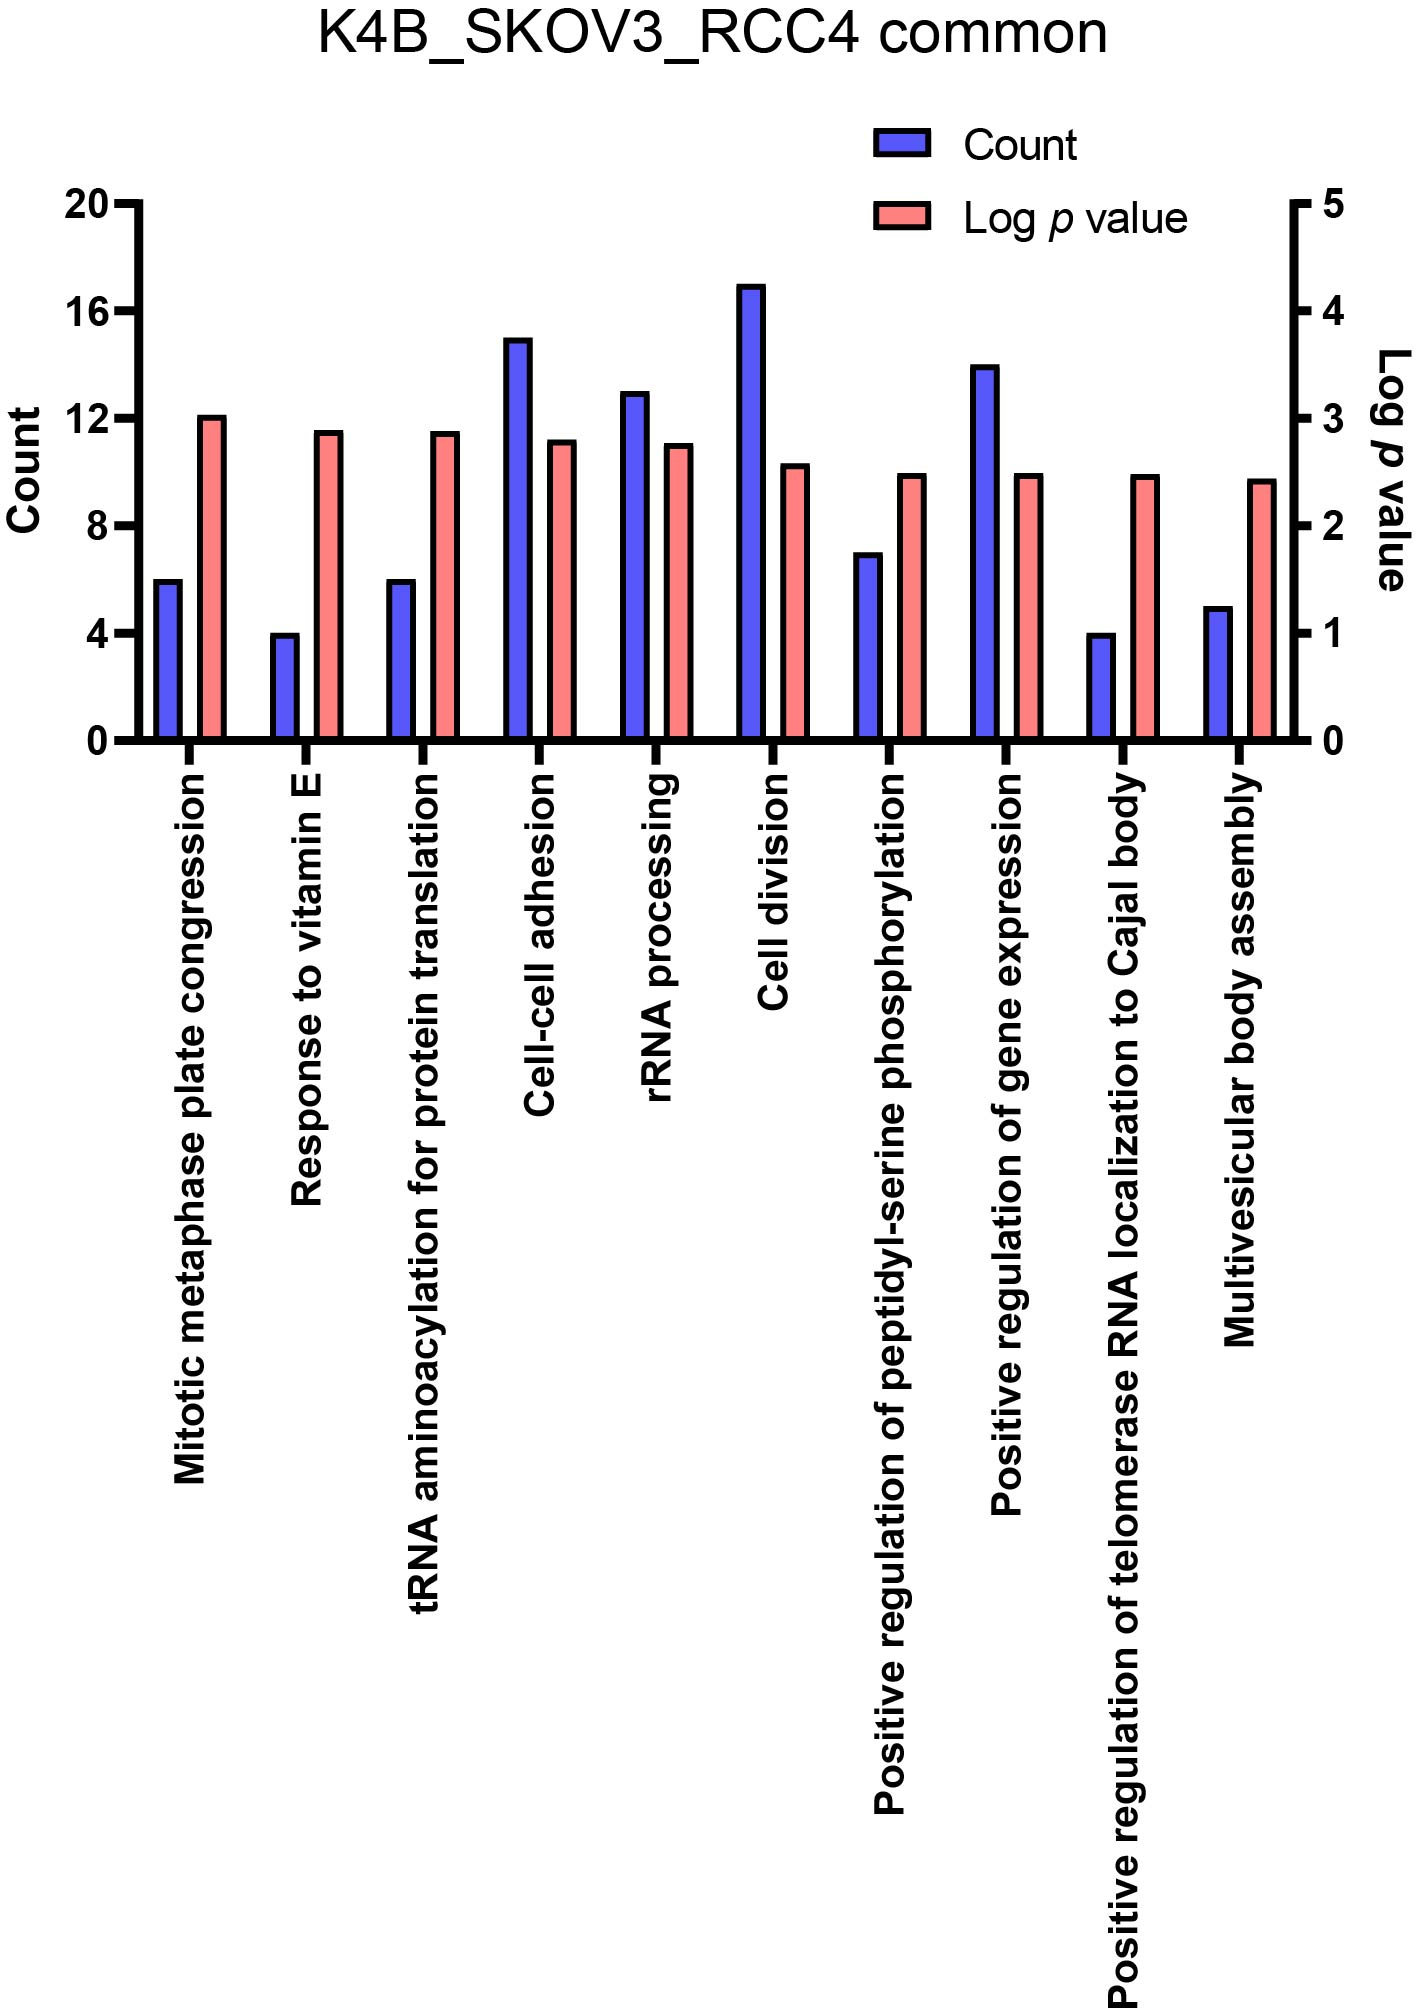 K4B_SKOV3_RCC4 common
Count
Log p value
20
16
12
8
4
0
Count
5
4
3
2
1
0
Log p value
Mitotic metaphase plate congression
Response to vitamin E
tRNA aminoacylation for protein translation
Cell-cell adhesion
rRNA processing
Cell division
Positive regulation of peptidyl-serine phosphorylation
Positive regulation of gene expression
Positive regulation of telomerase RNA localization to Cajal body
Multivesicular body assembly